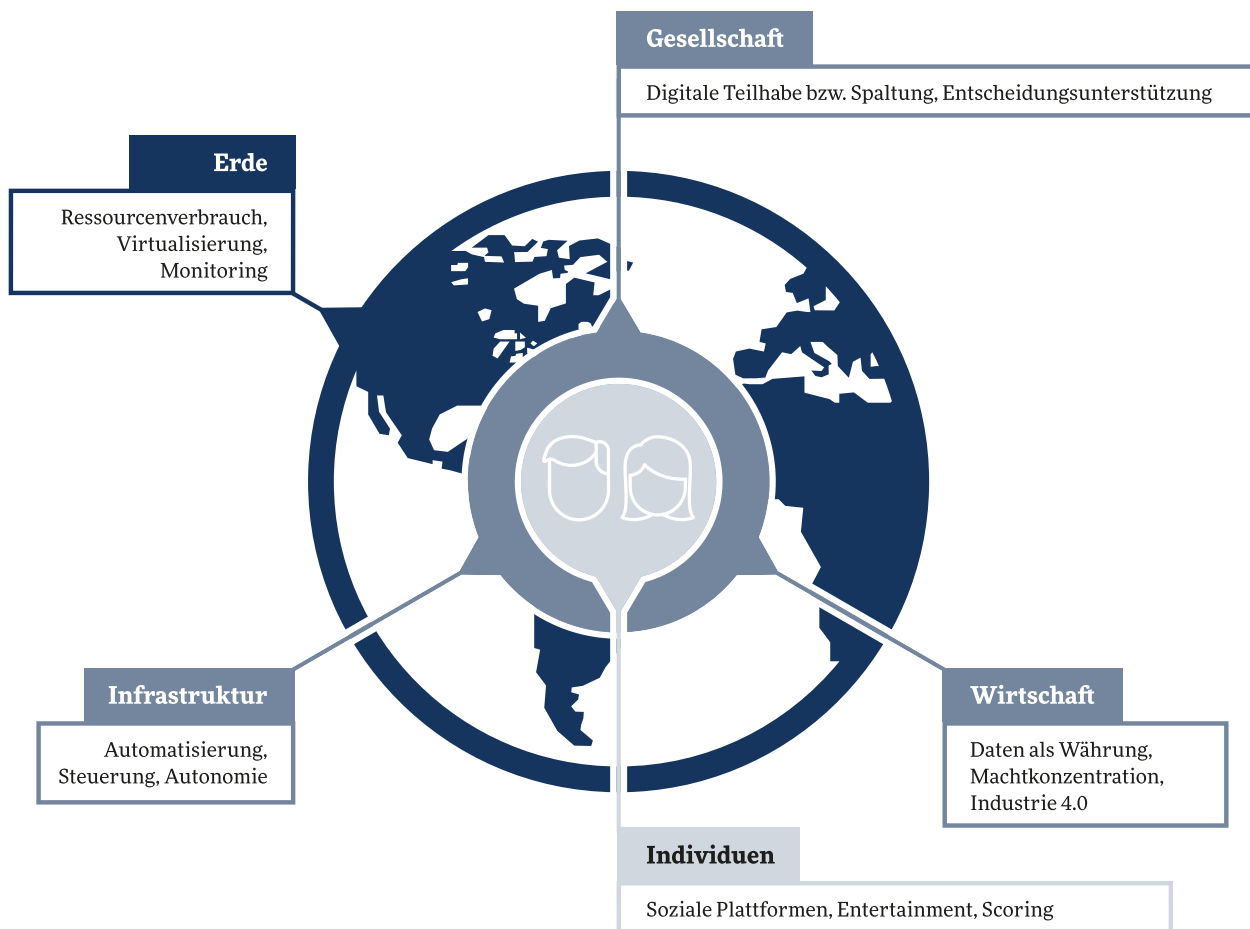 Gesellschaft
Digitale Teilhabe bzw. Spaltung, Entscheidungsunterstützung
Erde
Ressourcenverbrauch,
Virtualisierung,
Monitoring
Infrastruktur
Automatisierung,
Steuerung, Autonomie
Wirtschaft
Daten als Währung,
Machtkonzentration,
Industrie 4.0
Individuen
Soziale Plattformen, Entertainment, Scoring